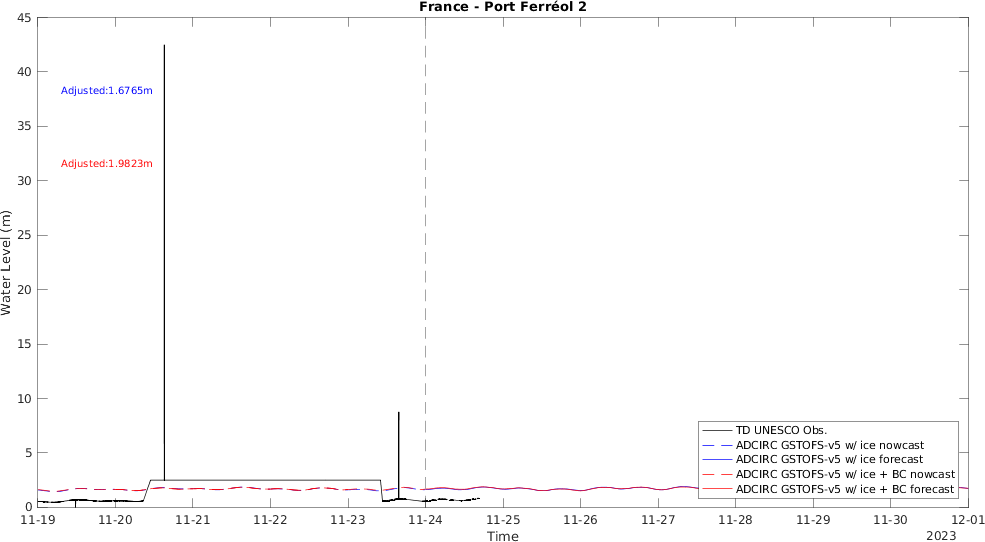 France - Port Ferréol 2
45
40
35
30
25
20
15
10
5
0
Water Level (m)
Adjusted:1.6765m
Adjusted:1.9823m
TD UNESCO Obs.
ADCIRC GSTOFS-v5 w/ ice nowcast
ADCIRC GSTOFS-v5 w/ ice forecast
ADCIRC GSTOFS-v5 w/ ice + BC nowcast
ADCIRC GSTOFS-v5 w/ ice + BC forecast
11-19 11-20 11-21 11-22 11-23 11-24 11-25 11-26 11-27 11-28 11-29 11-30 12-01
Time
2023